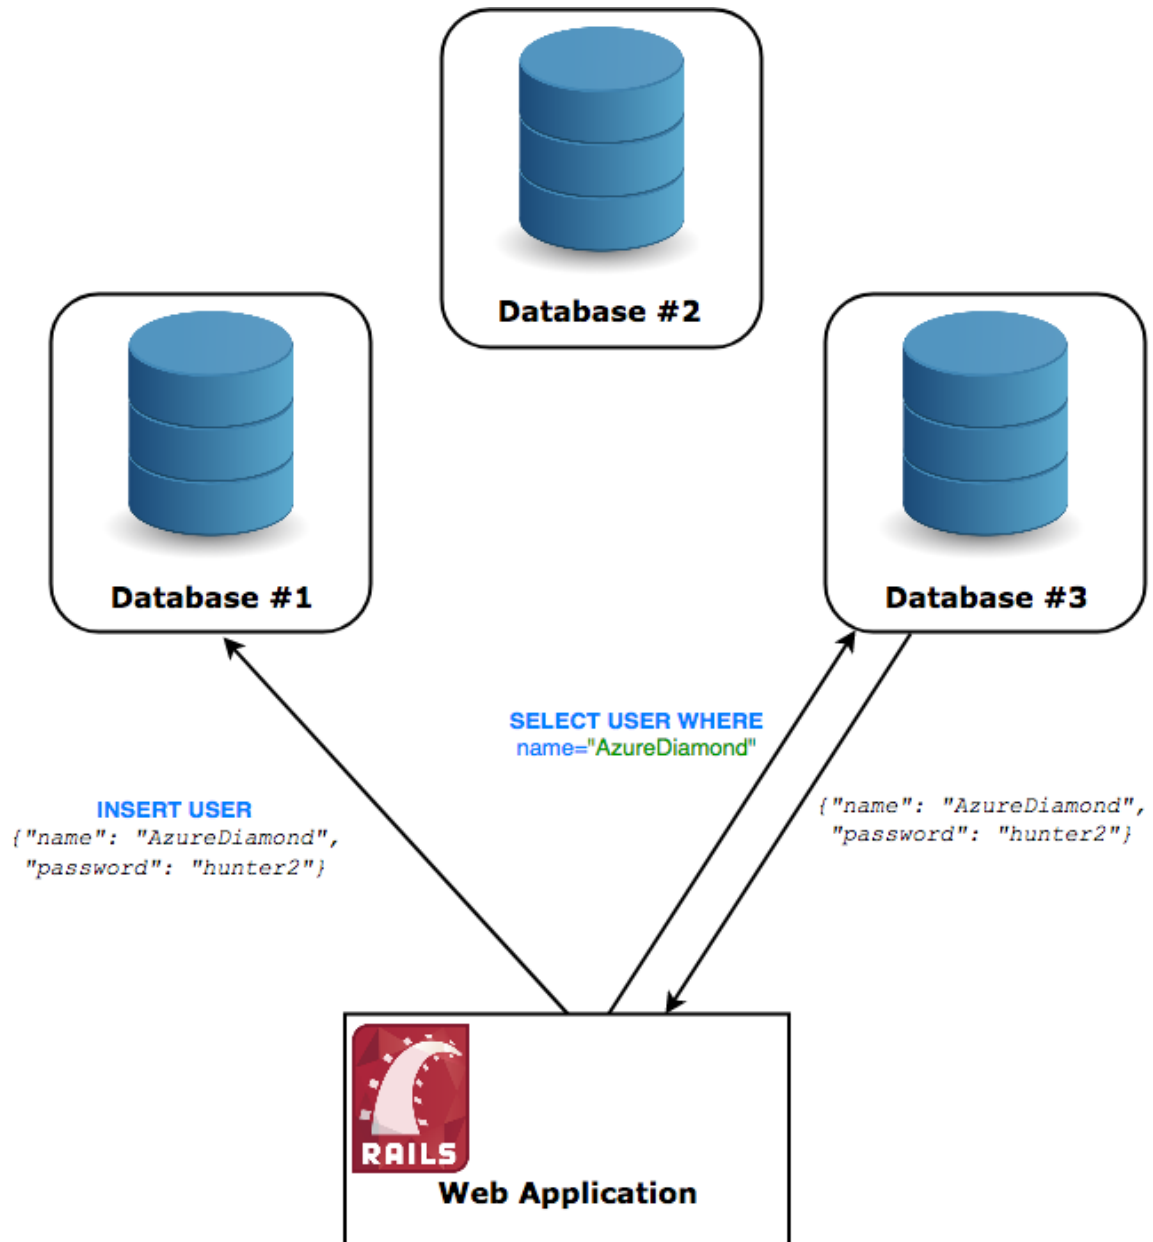 Database #2
Database #1
Database #3
SELECT USER WHERE
name="AzureDiamond"
INSERT USER
{"name": "AzureDiamond",
"password": "hunter2"}
{"name": "AzureDiamond",
"password": "hunter2"}
RAILS
Web Application